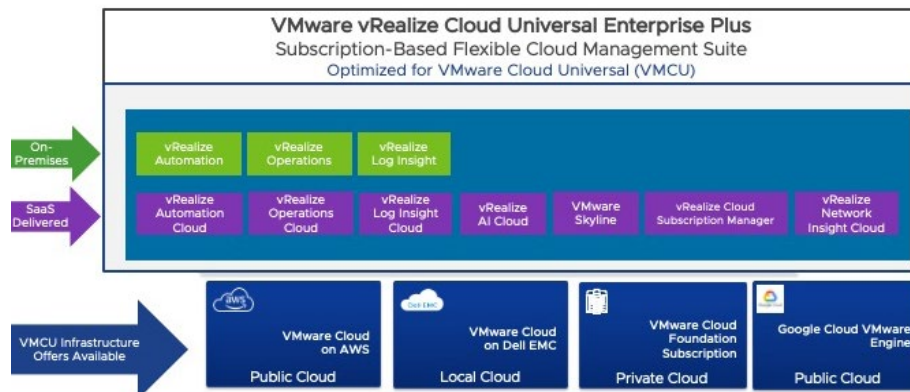 VMware vRealize Cloud Universal Enterprise Plus
Subscription-Based Flexible Cloud Management Suite
Optimized for VMware Cloud Universal (VMCU)
On-
Premises
vRealize
Automation
vRealize
Operations
vRealize
Log Insight
SaaS
Delivered
vRealize
Automation
Cloud
vRealize
Operations
Cloud
vRealize
Log Insight
Cloud
vRealize
AI Cloud
VMware
Skyline
vRealize Cloud
Subscription Manager
vRealize
Network
Insight Cloud
VMCU Infrastructure
Offers Available
aws
VMware Cloud
on AWS
Public Cloud
Dell EMC
VMware Cloud
on Dell EMC
Local Cloud
VMware Cloud
Foundation
Subscription
Private Cloud
Google Cloud VMware
Engine
Public Cloud